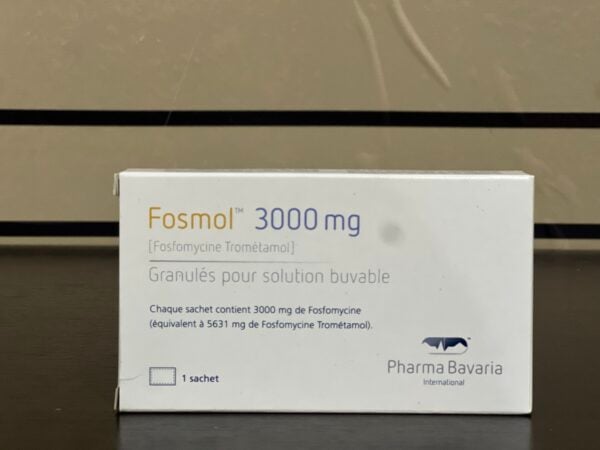 Fosmol™ 3000 mg
[Fosfomycine Trométamol]
Granulés pour solution buvable
Chaque sachet contient 3000 mg de Fosfomycine
(équivalent à 5631 mg de Fosfomycine Trométamol).
1 sachet
Pharma Bavaria
International